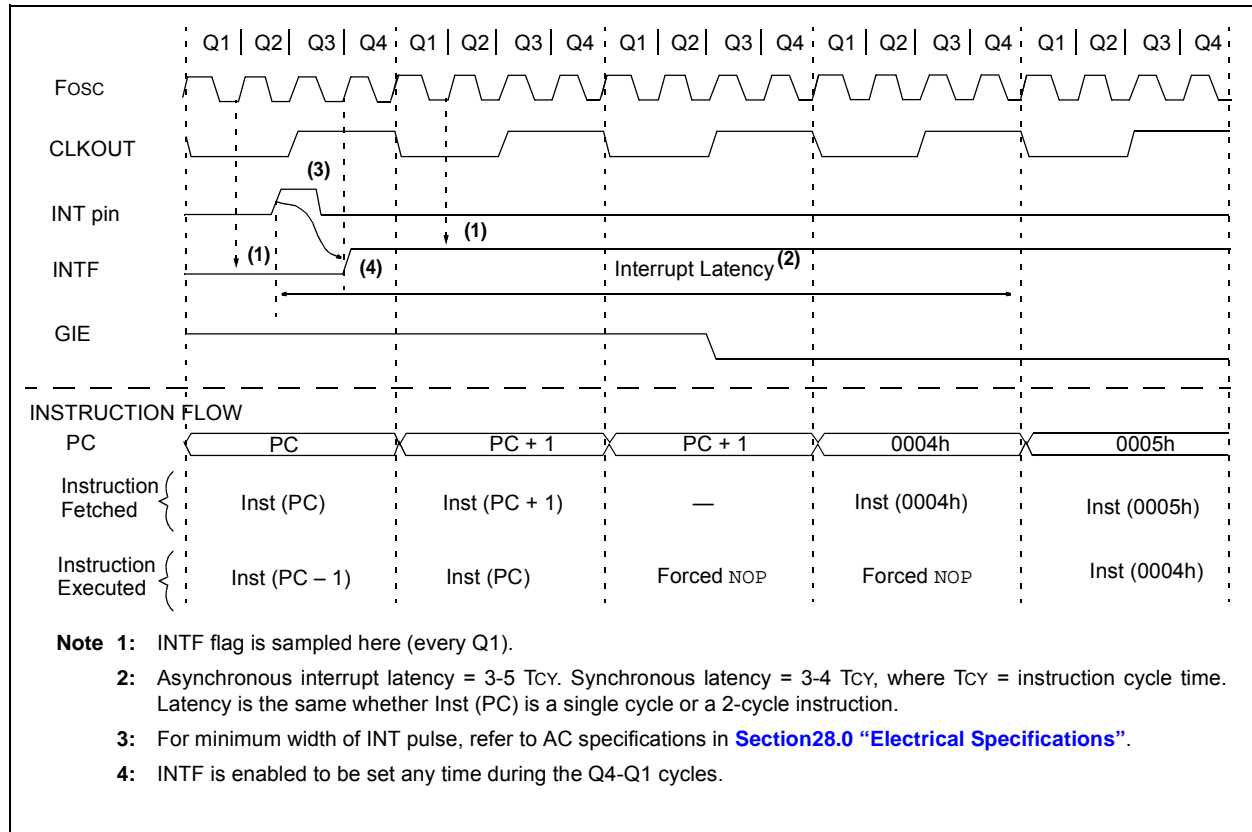 Q1 Q2 Q3 Q4 Q1 Q2 Q3 Q4 Q1 Q2 Q3 Q4 Q1 Q2 Q3 Q4 Q1 Q2 Q3 Q4
FOSC
CLKOUT
(3)
INT pin
(1) (1)
INTF
(4)
Interrupt Latency(2)
GIE
INSTRUCTION FLOW
PC PC PC + 1 PC + 1 0004h 0005h
Instruction
Fetched
Inst (PC) Inst (PC + 1) — Inst (0004h) Inst (0005h)
Instruction
Executed
Inst (PC – 1) Inst (PC) Forced NOP Forced NOP Inst (0004h)
Note 1: INTF flag is sampled here (every Q1).
2: Asynchronous interrupt latency = 3-5 TCY. Synchronous latency = 3-4 TCY, where TCY = instruction cycle time.
Latency is the same whether Inst (PC) is a single cycle or a 2-cycle instruction.
3: For minimum width of INT pulse, refer to AC specifications in Section28.0 “Electrical Specifications”.
4: INTF is enabled to be set any time during the Q4-Q1 cycles.